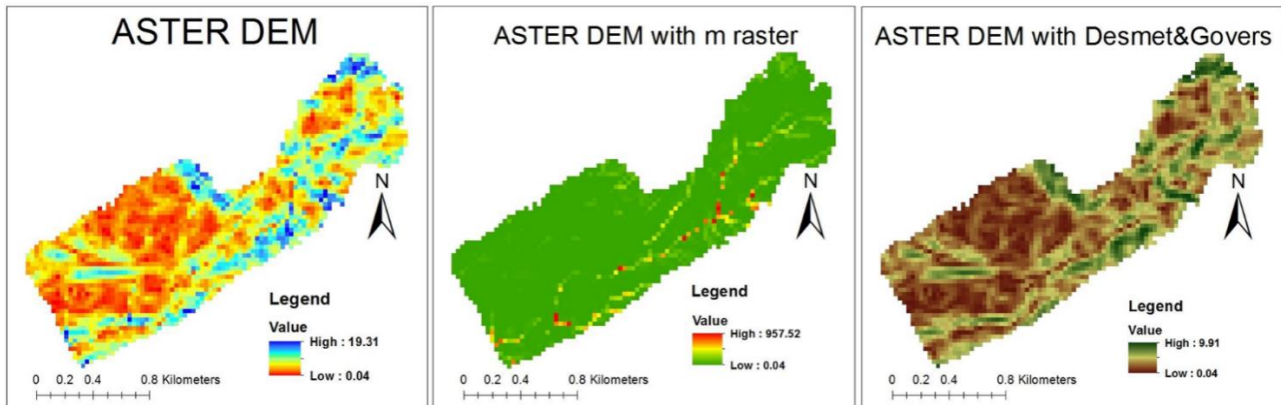 ASTER DEM
N
Legend
Value
High : 19.31
Low : 0.04
0 0.2 0.4 0.8 Kilometers
ASTER DEM with m raster
N
Legend
Value
High : 957.52
Low : 0.04
0 0.2 0.4 0.8 Kilometers
ASTER DEM with Desmet&Govers
N
Legend
Value
High : 9.91
Low : 0.04
0 0.2 0.4 0.8 Kilometers